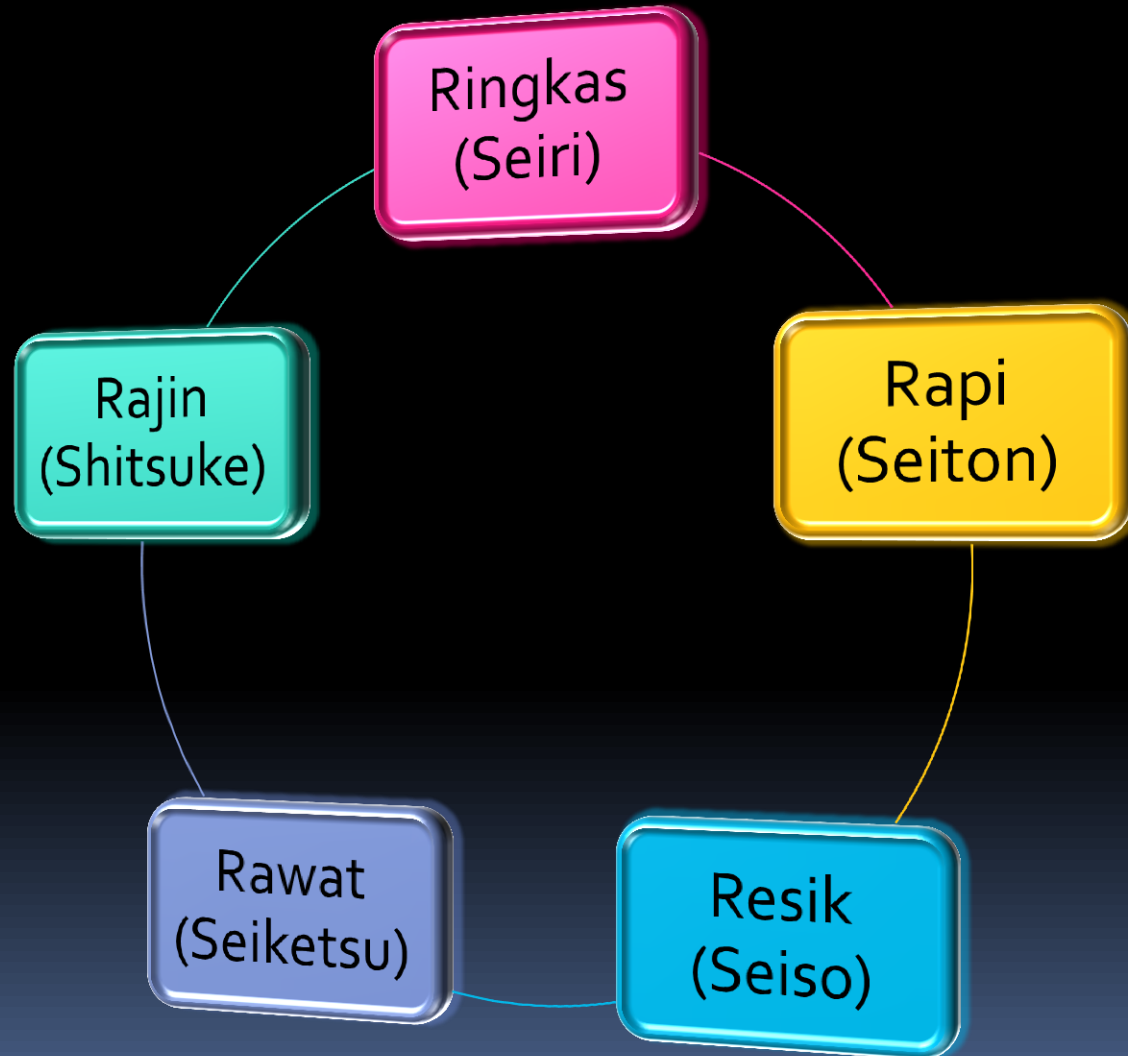 Ringkas
(Seiri)
Rapi
(Seiton)
Resik
(Seiso)
Rawat
(Seiketsu)
Rajin
(Shitsuke)